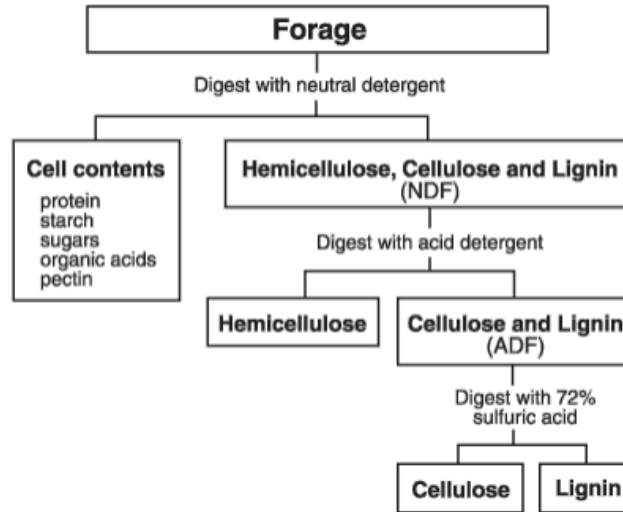 Forage
Digest with neutral detergent
Cell contents
protein
starch
sugars
organic acids
pectin
Hemicellulose, Cellulose and Lignin
(NDF)
Digest with acid detergent
Hemicellulose
Cellulose and Lignin
(ADF)
Digest with 72%
sulfuric acid
Cellulose
Lignin